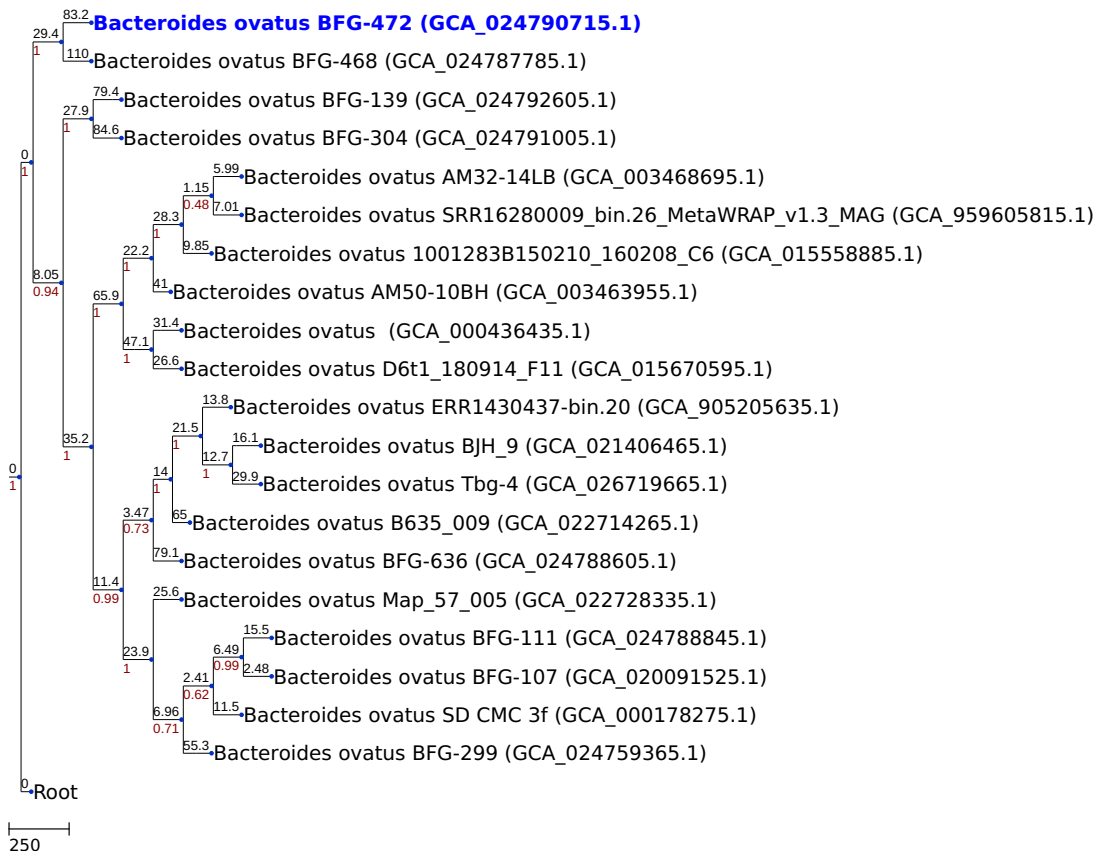 83.2
Bacteroides ovatus BFG-472 (GCA_024790715.1)
29.4
1
110
Bacteroides ovatus BFG-468 (GCA_024787785.1)
79.4
Bacteroides ovatus BFG-139 (GCA_024792605.1)
27.9
1
84.6
Bacteroides ovatus BFG-304 (GCA_024791005.1)
0
1
5.99
Bacteroides ovatus AM32-14LB (GCA_003468695.1)
1.15
0.48
7.01
Bacteroides ovatus SRR16280009_bin.26_MetaWRAP_v1.3_MAG (GCA_959605815.1)
28.3
1
9.85
Bacteroides ovatus 1001283B150210_160208_C6 (GCA_015558885.1)
22.2
1
8.05
0.94
41
Bacteroides ovatus AM50-10BH (GCA_003463955.1)
65.9
1
31.4
Bacteroides ovatus  (GCA_000436435.1)
47.1
1
26.6
Bacteroides ovatus D6t1_180914_F11 (GCA_015670595.1)
13.8
Bacteroides ovatus ERR1430437-bin.20 (GCA_905205635.1)
21.5
1
35.2
1
16.1
Bacteroides ovatus BJH_9 (GCA_021406465.1)
12.7
1
0
1
14
1
29.9
Bacteroides ovatus Tbg-4 (GCA_026719665.1)
3.47
0.73
65
Bacteroides ovatus B635_009 (GCA_022714265.1)
79.1
Bacteroides ovatus BFG-636 (GCA_024788605.1)
11.4
0.99
25.6
Bacteroides ovatus Map_57_005 (GCA_022728335.1)
23.9
1
15.5
Bacteroides ovatus BFG-111 (GCA_024788845.1)
6.49
0.99
2.48
Bacteroides ovatus BFG-107 (GCA_020091525.1)
2.41
0.62
11.5
Bacteroides ovatus SD CMC 3f (GCA_000178275.1)
6.96
0.71
55.3
Bacteroides ovatus BFG-299 (GCA_024759365.1)
0
Root
250